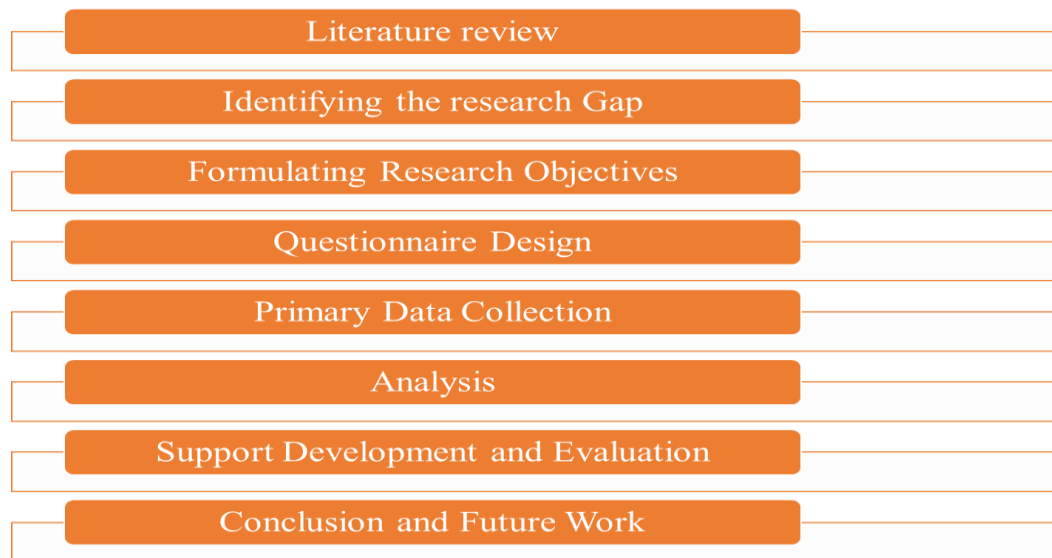 Literature review
Identifying the research Gap
Formulating Research Objectives
Questionnaire Design
Primary Data Collection
Analysis
Support Development and Evaluation
Conclusion and Future Work